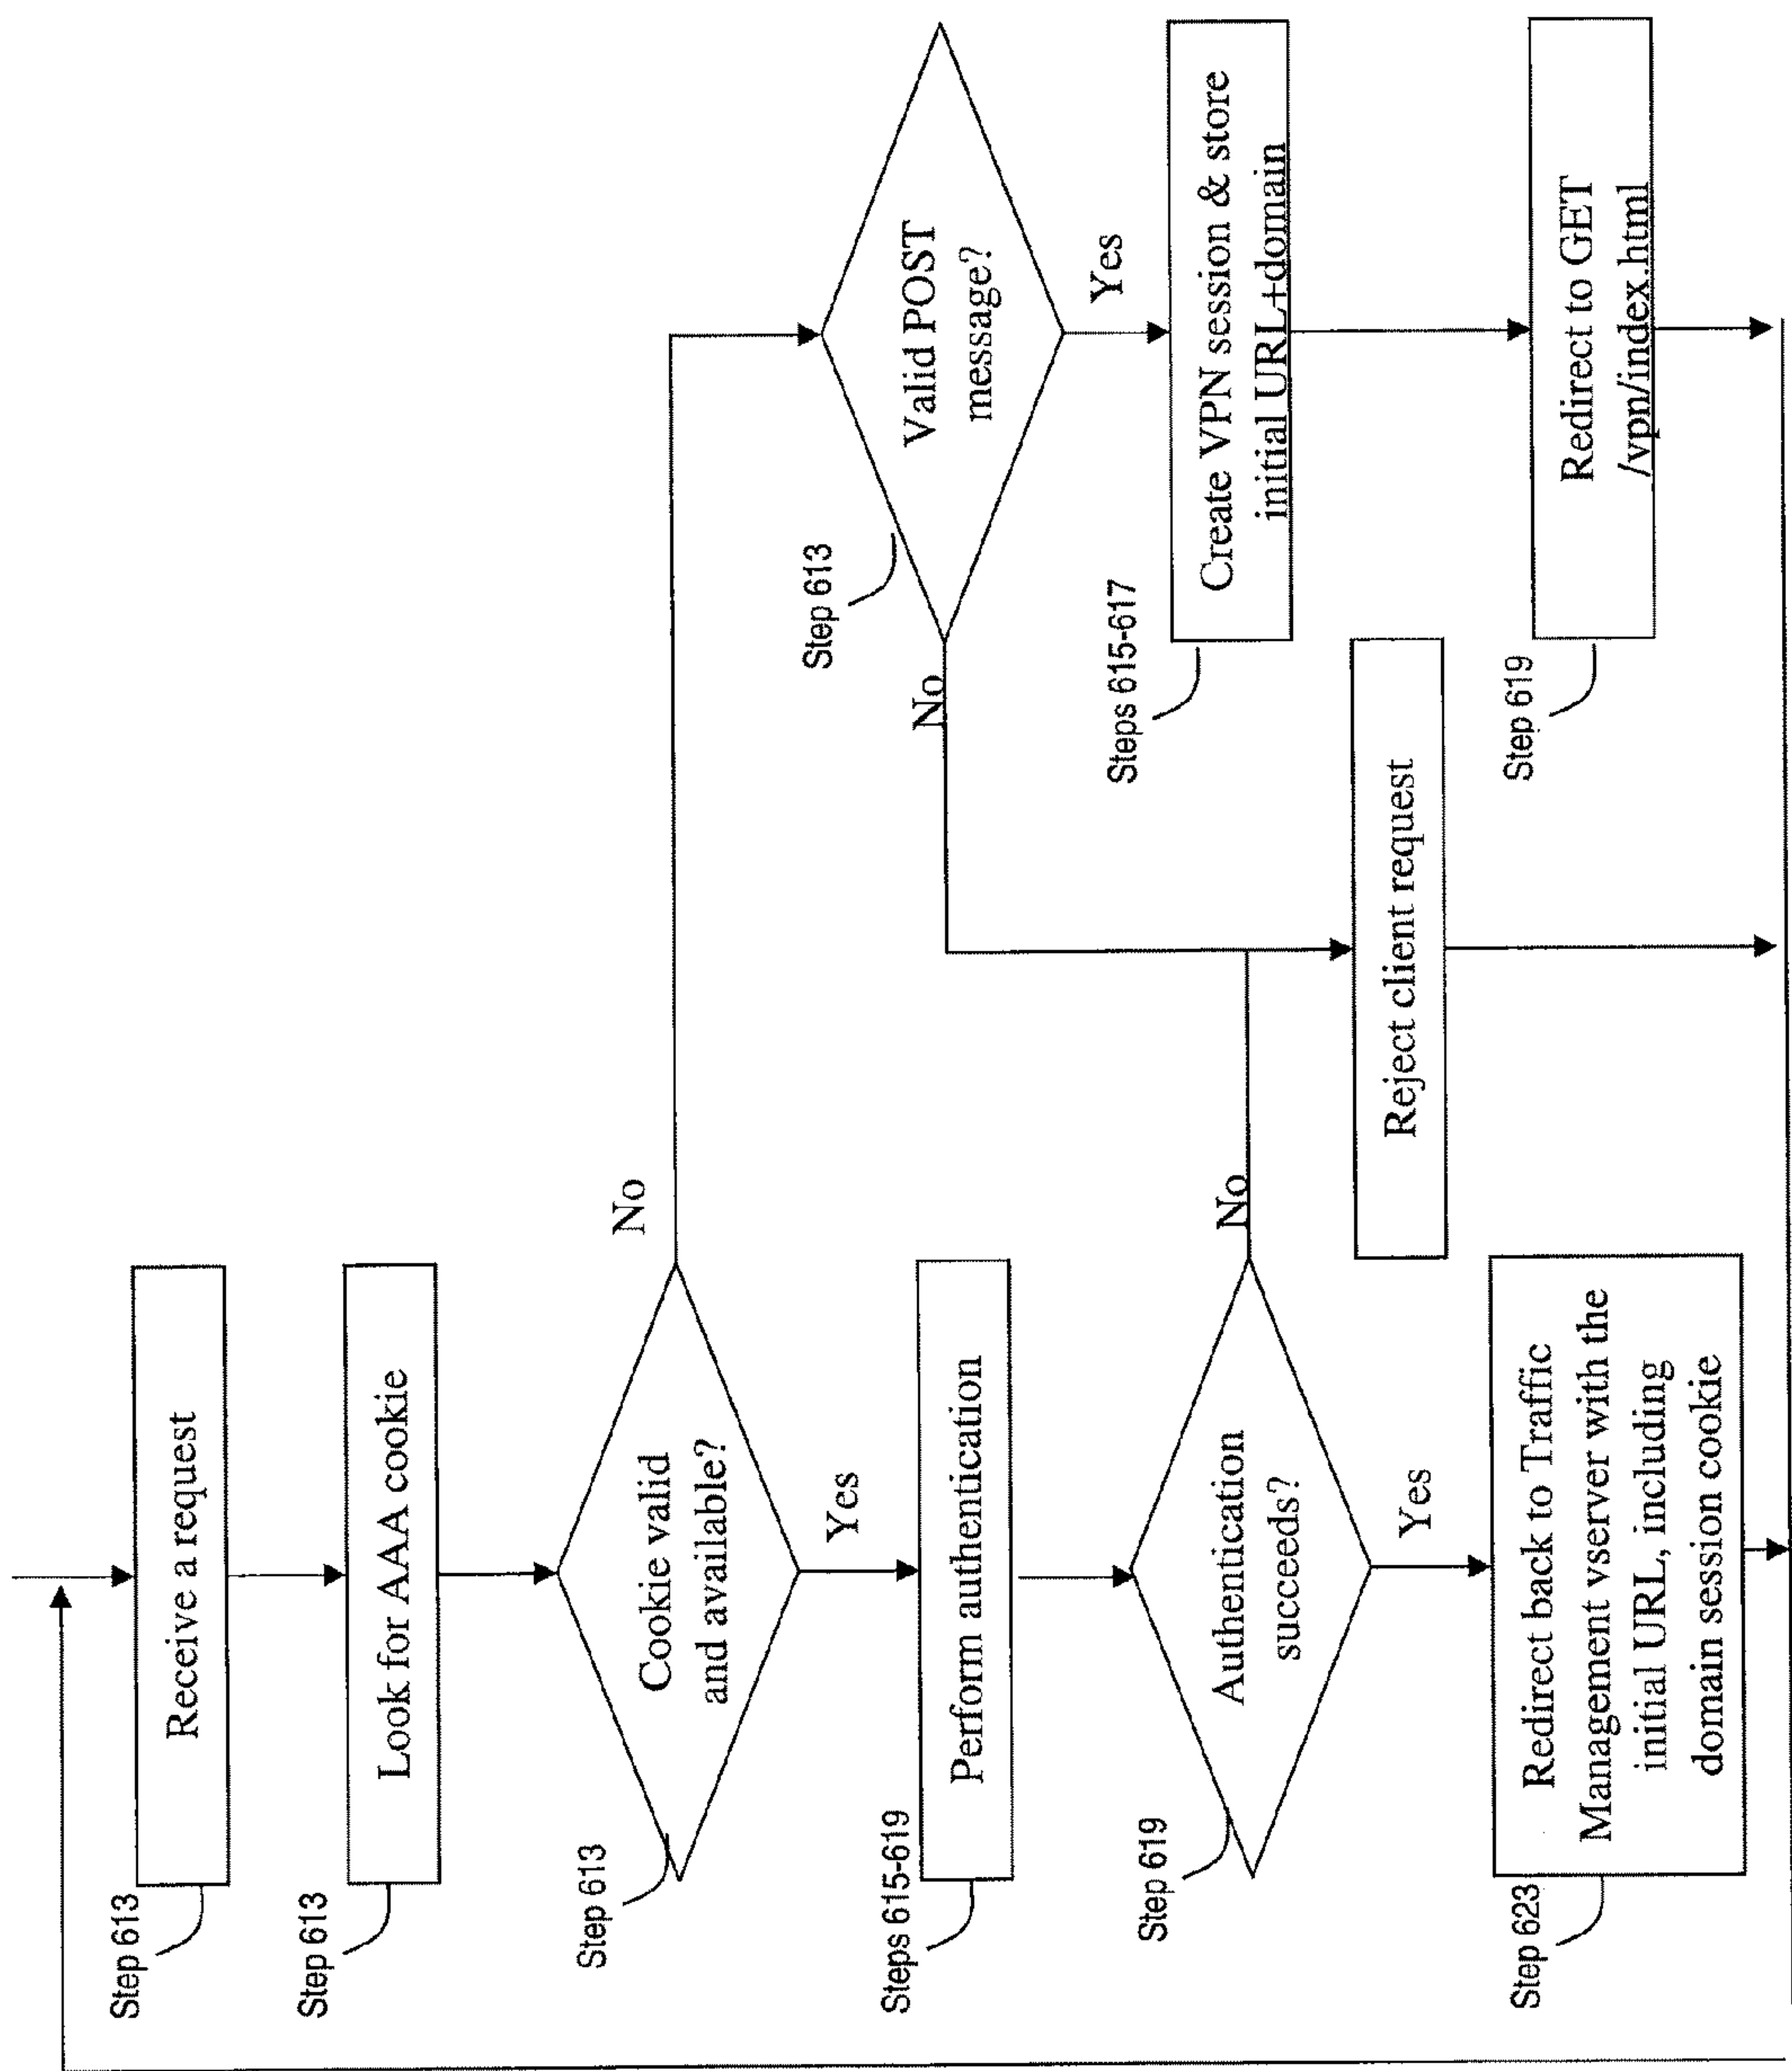 Step 613
Receive a request
Step 613
Look for AAA cookie
Step 613
Cookie valid
and available?
No
Yes
Steps 615-619
Perform authentication
Step 619
Authentication
succeeds?
No
Yes
Step 623
Redirect back to Traffic
Management vserver with the
initial URL, including
domain session cookie
Step 613
Valid POST
message?
No
Yes
Steps 615-617
Create VPN session & store
initial URL+domain
Reject client request
Step 619
Redirect to GET
/vpn/index.html